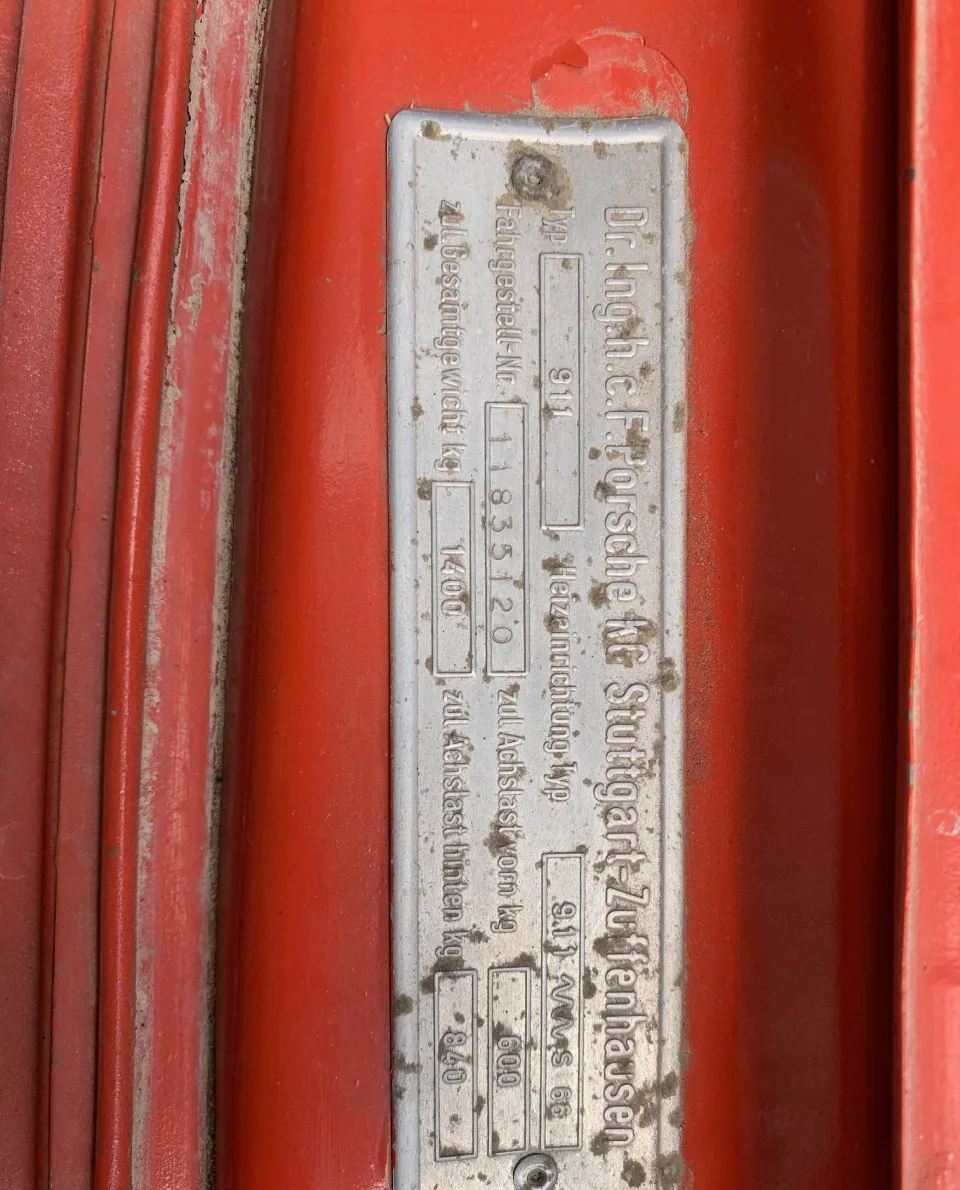 Dr.Ing.h.c.F.Porsche KG Stuttgart-Zuffenhausen
Typ 911 Heizeinrichtung Typ 911 S 66
Fahrgestell-Nr. 11835120 zul.Achslast vorn kg 600
zul.Gesamtgewicht kg 1400 zul.Achslast hinten kg 840